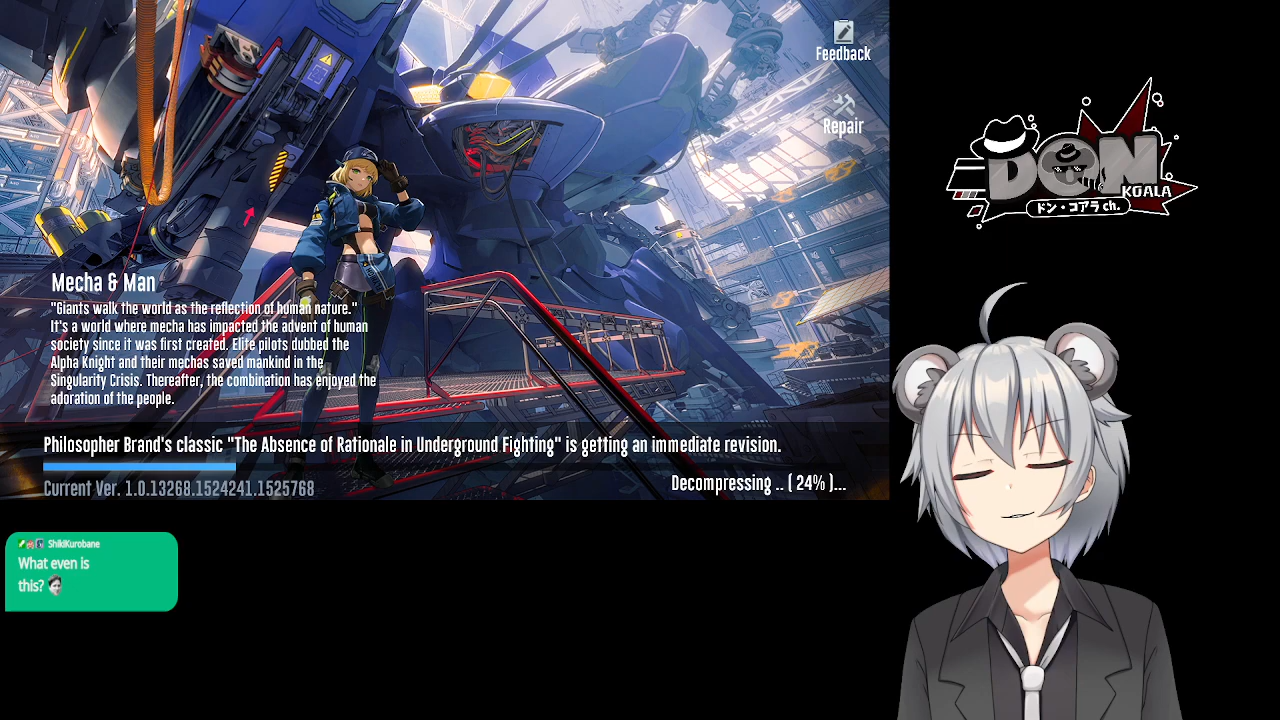 Feedback
Repair
DON
KOALA
ドン・コアラ ch.
Mecha & Man
"Giants walk the world as the reflection of human nature."
It's a world where mecha has impacted the advent of human
society since it was first created. Elite pilots dubbed the
Alpha Knight and their mechas saved mankind in the
Singularity Crisis. Thereafter, the combination has enjoyed the
adoration of the people.
Philosopher Brand's classic "The Absence of Rationale in Underground Fighting" is getting an immediate revision.
Current Ver. 1.0.13268.1524241.1525768
Decompressing .. ( 24% )...
ShikiKurobane
What even is
this?